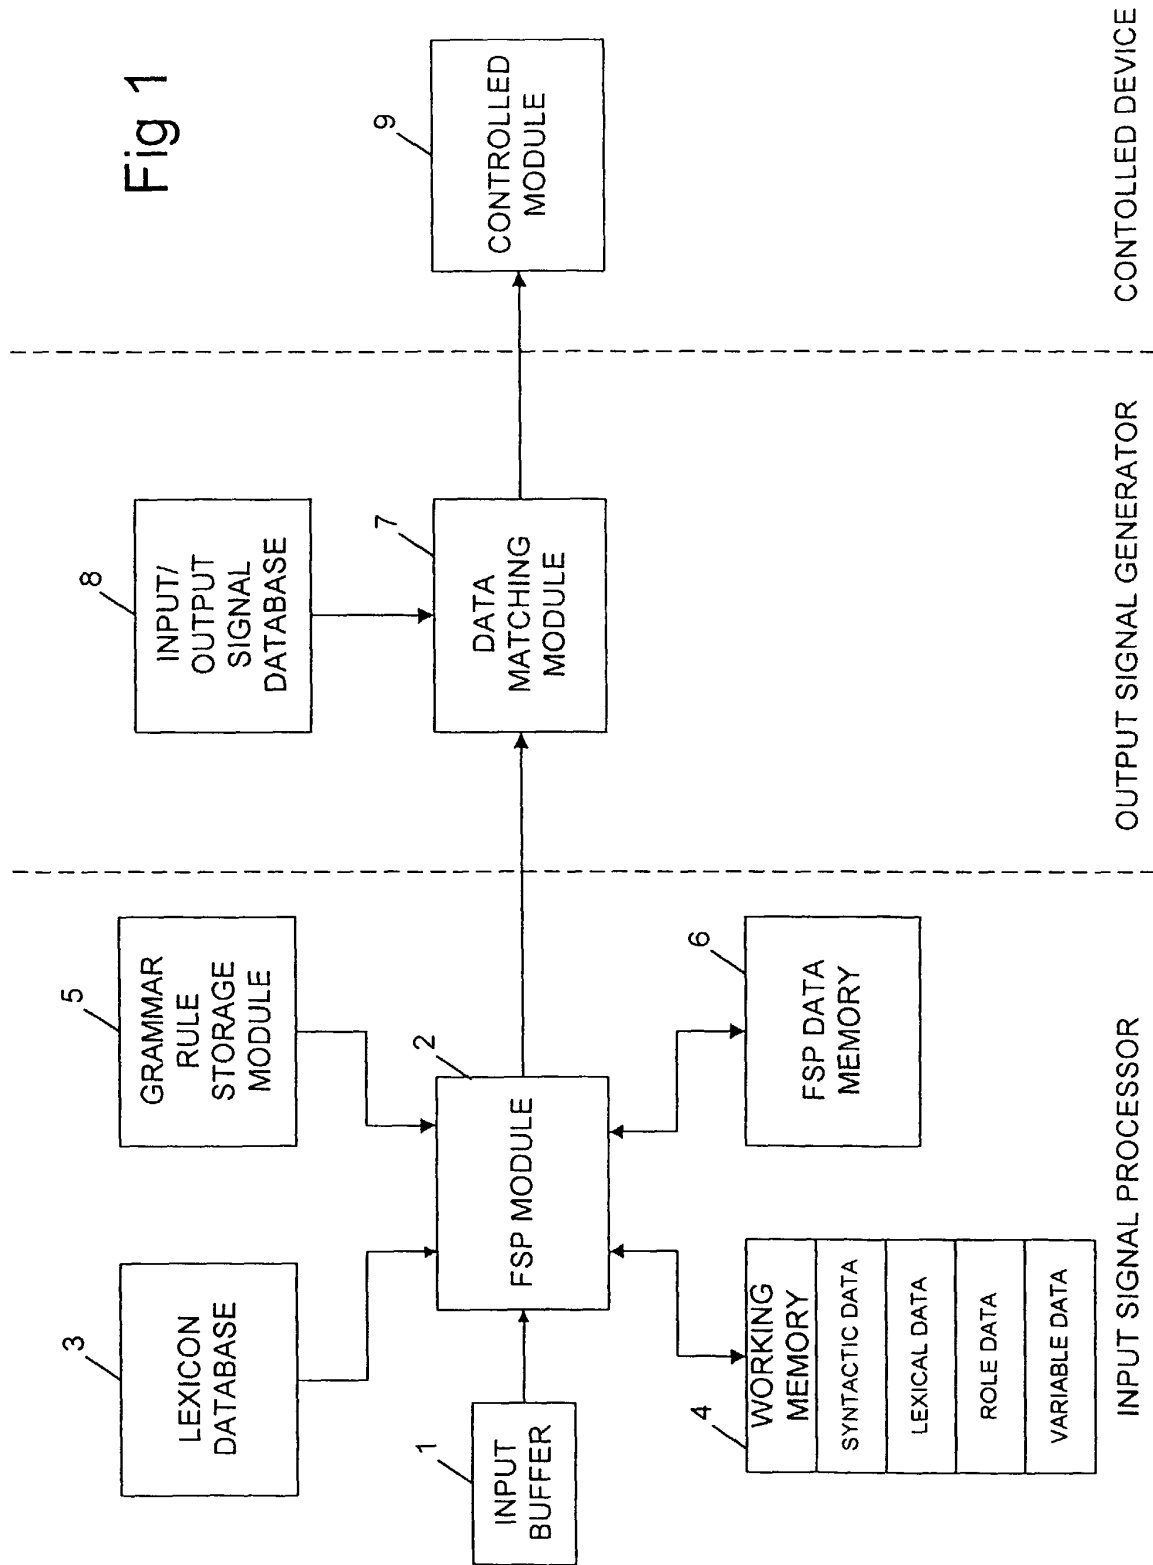 Fig 1
3
LEXICON
DATABASE
5
GRAMMAR
RULE
STORAGE
MODULE
8
INPUT/
OUTPUT
SIGNAL
DATABASE
1
INPUT
BUFFER
2
FSP MODULE
7
DATA
MATCHING
MODULE
9
CONTROLLED
MODULE
4
WORKING
MEMORY
SYNTACTIC DATA
LEXICAL DATA
ROLE DATA
VARIABLE DATA
6
FSP DATA
MEMORY
INPUT SIGNAL PROCESSOR
OUTPUT SIGNAL GENERATOR
CONTOLLED DEVICE